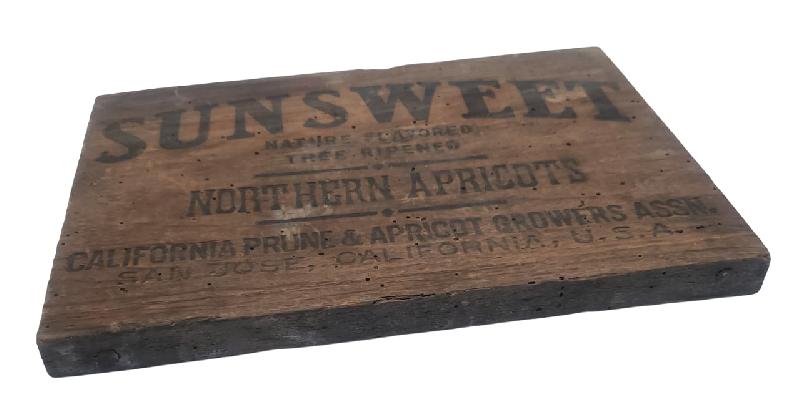 SUNSWEET
NATURE FLAVORED
TREE RIPENED
NORTHERN APRICOTS
CALIFORNIA PRUNE & APRICOT GROWERS ASSN.
SAN JOSE, CALIFORNIA, U.S.A.